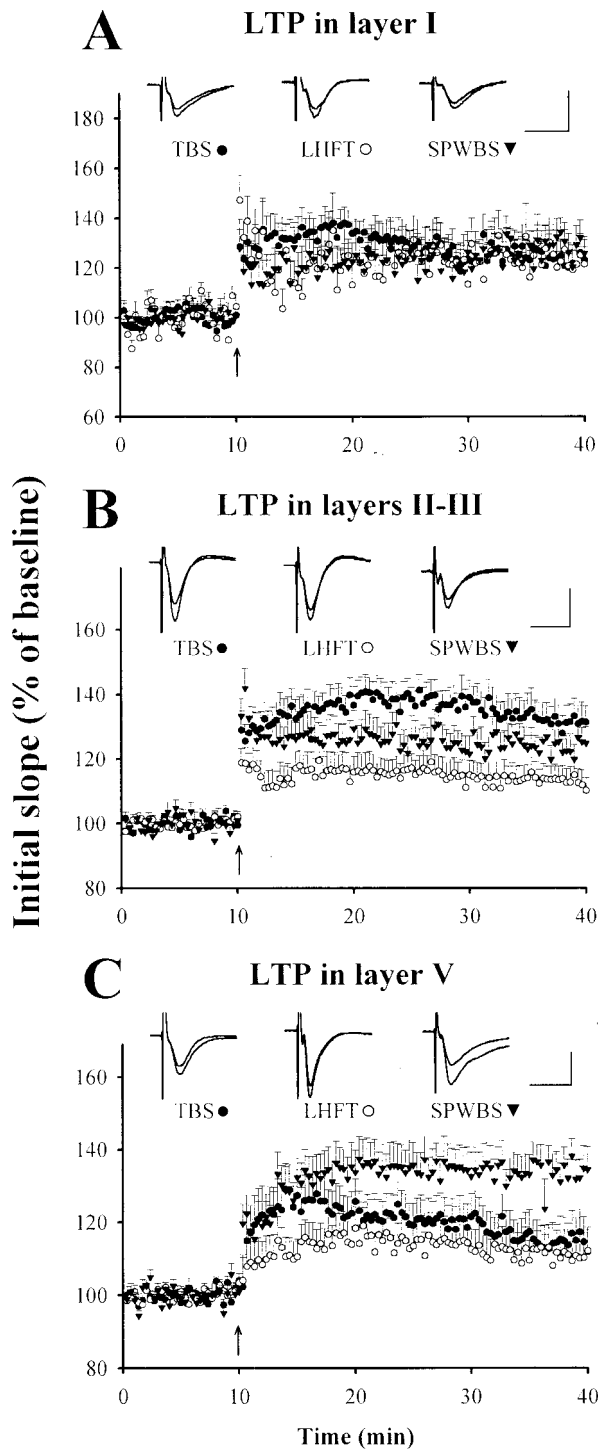 A
LTP in layer I
TBS ● LHFT ○ SPWBS ▼
180
160
140
120
100
80
60
0 10 20 30 40
B
LTP in layers II-III
TBS ● LHFT ○ SPWBS ▼
160
140
120
100
80
0 10 20 30 40
C
LTP in layer V
TBS ● LHFT ○ SPWBS ▼
160
140
120
100
80
0 10 20 30 40
Initial slope (% of baseline)
Time (min)